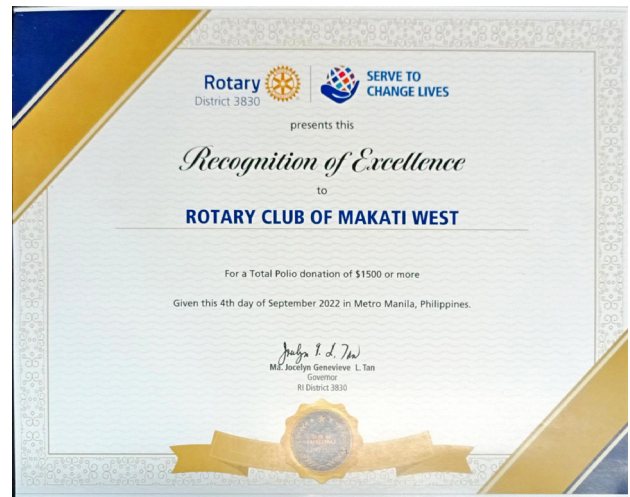 Rotary
District 3830
SERVE TO
CHANGE LIVES
presents this
Recognition of Excellence
to
ROTARY CLUB OF MAKATI WEST
For a Total Polio donation of $1500 or more
Given this 4th day of September 2022 in Metro Manila, Philippines.
Ma. Jocelyn Genevieve L. Tan
Governor
RI District 3830